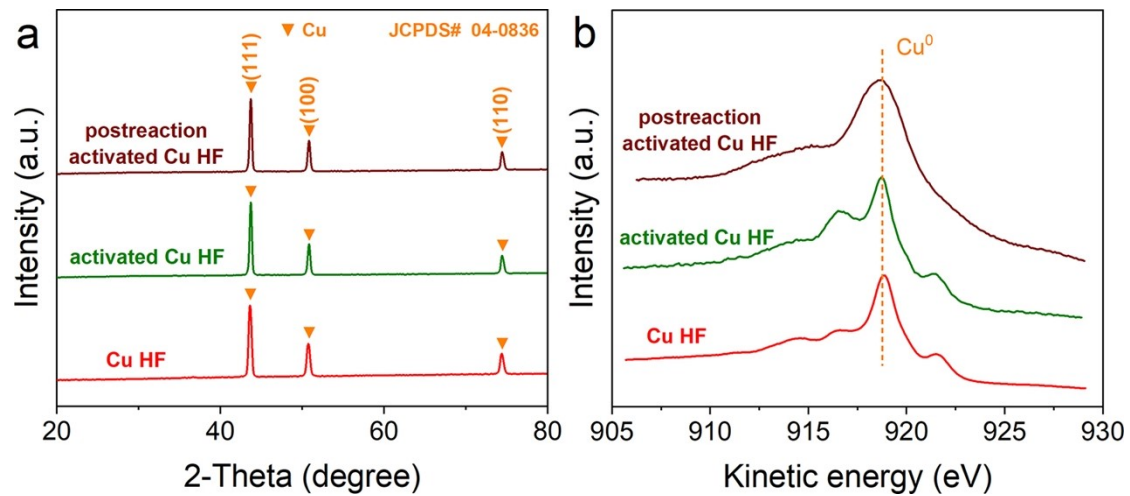 a
▼ Cu
JCPDS# 04-0836
(111)
(100)
(110)
postreaction
activated Cu HF
activated Cu HF
Cu HF
Intensity (a.u.)
20
40
60
80
2-Theta (degree)
b
Cu⁰
postreaction
activated Cu HF
activated Cu HF
Cu HF
Intensity (a.u.)
905
910
915
920
925
930
Kinetic energy (eV)